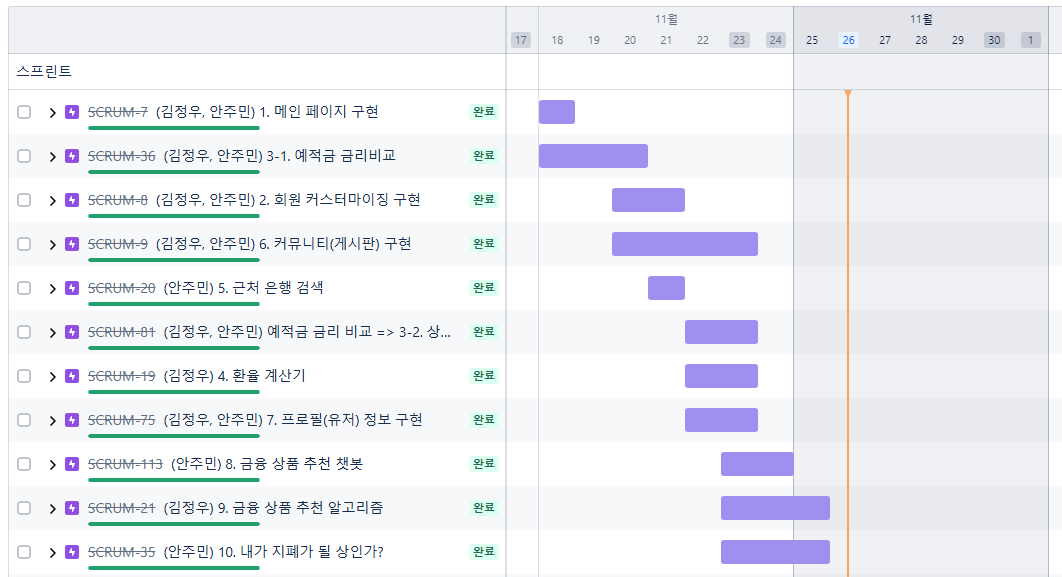 11월 11월
17 18 19 20 21 22 23 24 25 26 27 28 29 30 1
스프린트
SCRUM-7 (김정우, 안주민) 1. 메인 페이지 구현 완료
SCRUM-36 (김정우, 안주민) 3-1. 예적금 금리비교 완료
SCRUM-8 (김정우, 안주민) 2. 회원 커스터마이징 구현 완료
SCRUM-9 (김정우, 안주민) 6. 커뮤니티(게시판) 구현 완료
SCRUM-20 (안주민) 5. 근처 은행 검색 완료
SCRUM-81 (김정우, 안주민) 예적금 금리 비교 => 3-2. 상... 완료
SCRUM-19 (김정우) 4. 환율 계산기 완료
SCRUM-75 (김정우, 안주민) 7. 프로필(유저) 정보 구현 완료
SCRUM-113 (안주민) 8. 금융 상품 추천 챗봇 완료
SCRUM-21 (김정우) 9. 금융 상품 추천 알고리즘 완료
SCRUM-35 (안주민) 10. 내가 지폐가 될 상인가? 완료